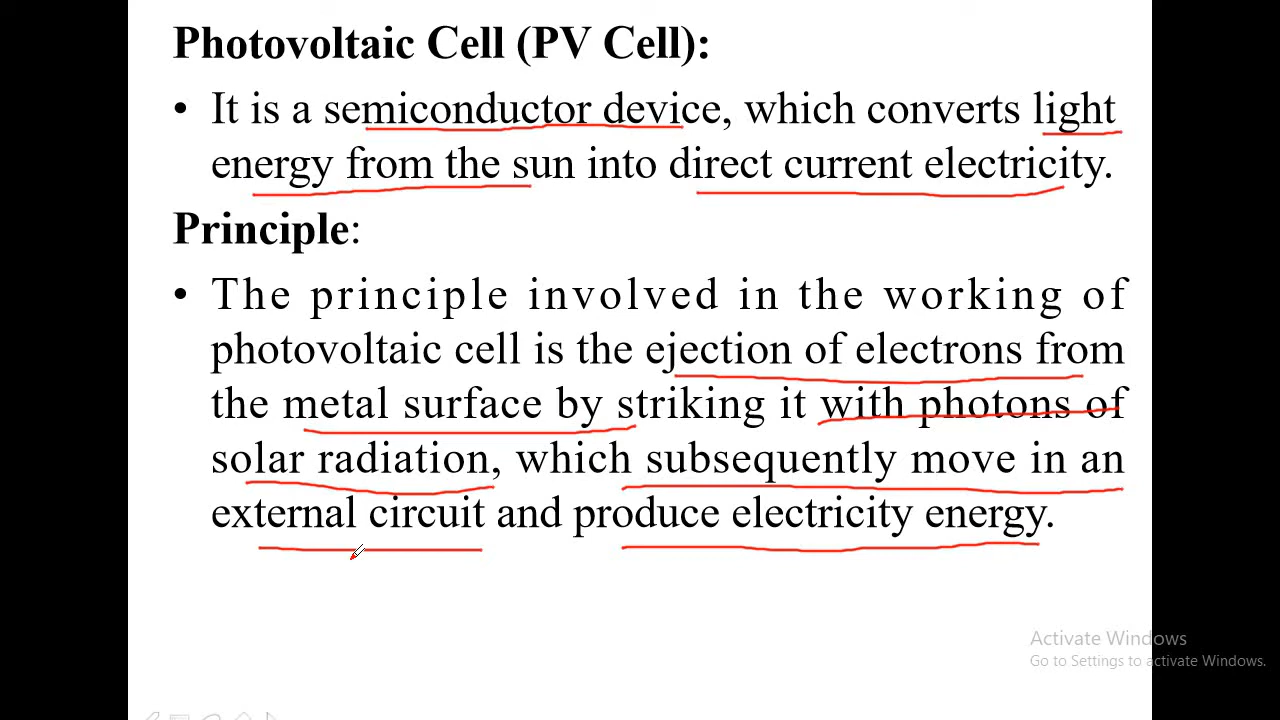 Photovoltaic Cell (PV Cell):
• It is a semiconductor device, which converts light
energy from the sun into direct current electricity.
Principle:
• The principle involved in the working of
photovoltaic cell is the ejection of electrons from
the metal surface by striking it with photons of
solar radiation, which subsequently move in an
external circuit and produce electricity energy.
Activate Windows
Go to Settings to activate Windows.